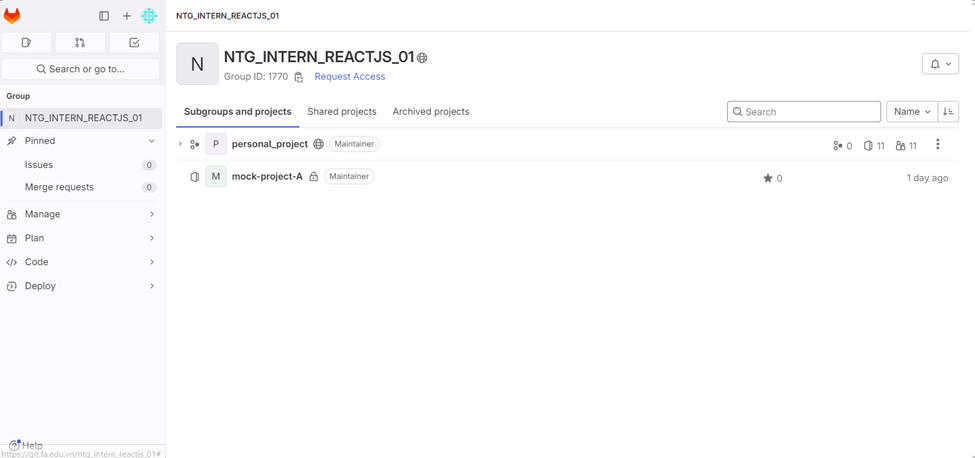 NTG_INTERN_REACTJS_01
N
NTG_INTERN_REACTJS_01
Group ID: 1770 Request Access
Search or go to...
Group
N NTG_INTERN_REACTJS_01
Pinned
Issues 0
Merge requests 0
Manage
Plan
Code
Deploy
Help
https://git.fa.edu.vn/ntg_intern_reactjs_01#
Subgroups and projects Shared projects Archived projects
Search
Name
P personal_project Maintainer 0 11 11
M mock-project-A Maintainer 0 1 day ago